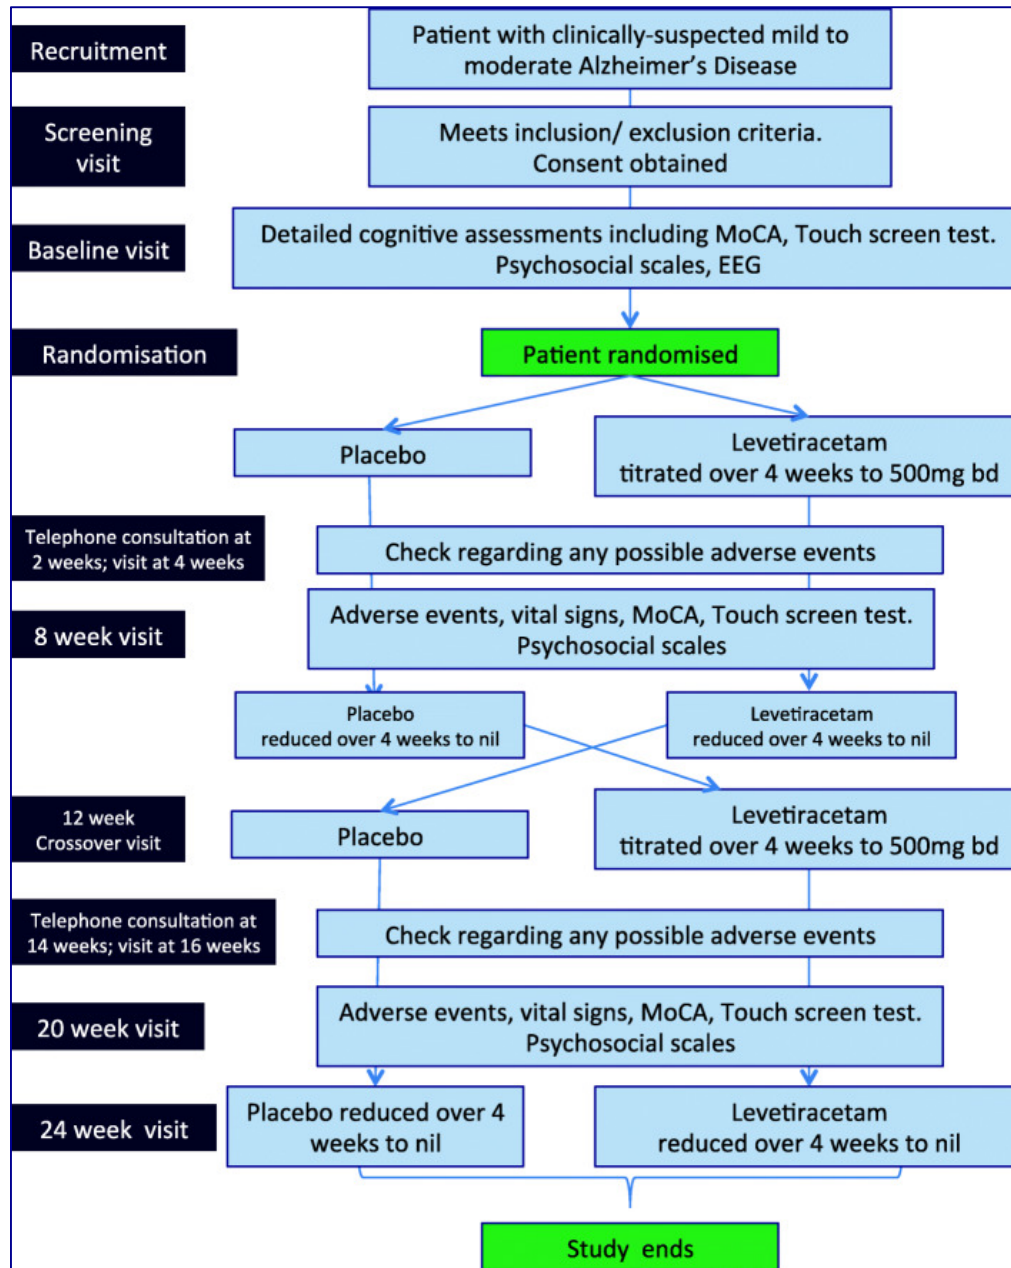 Recruitment
Patient with clinically-suspected mild to
moderate Alzheimer's Disease
Screening
visit
Meets inclusion/ exclusion criteria.
Consent obtained
Baseline visit
Detailed cognitive assessments including MoCA, Touch screen test.
Psychosocial scales, EEG
Randomisation
Patient randomised
Placebo
Levetiracetam
titrated over 4 weeks to 500mg bd
Telephone consultation at
2 weeks; visit at 4 weeks
Check regarding any possible adverse events
8 week visit
Adverse events, vital signs, MoCA, Touch screen test.
Psychosocial scales
Placebo
reduced over 4 weeks to nil
Levetiracetam
reduced over 4 weeks to nil
12 week
Crossover visit
Placebo
Levetiracetam
titrated over 4 weeks to 500mg bd
Telephone consultation at
14 weeks; visit at 16 weeks
Check regarding any possible adverse events
20 week visit
Adverse events, vital signs, MoCA, Touch screen test.
Psychosocial scales
24 week  visit
Placebo reduced over 4
weeks to nil
Levetiracetam
reduced over 4 weeks to nil
Study  ends